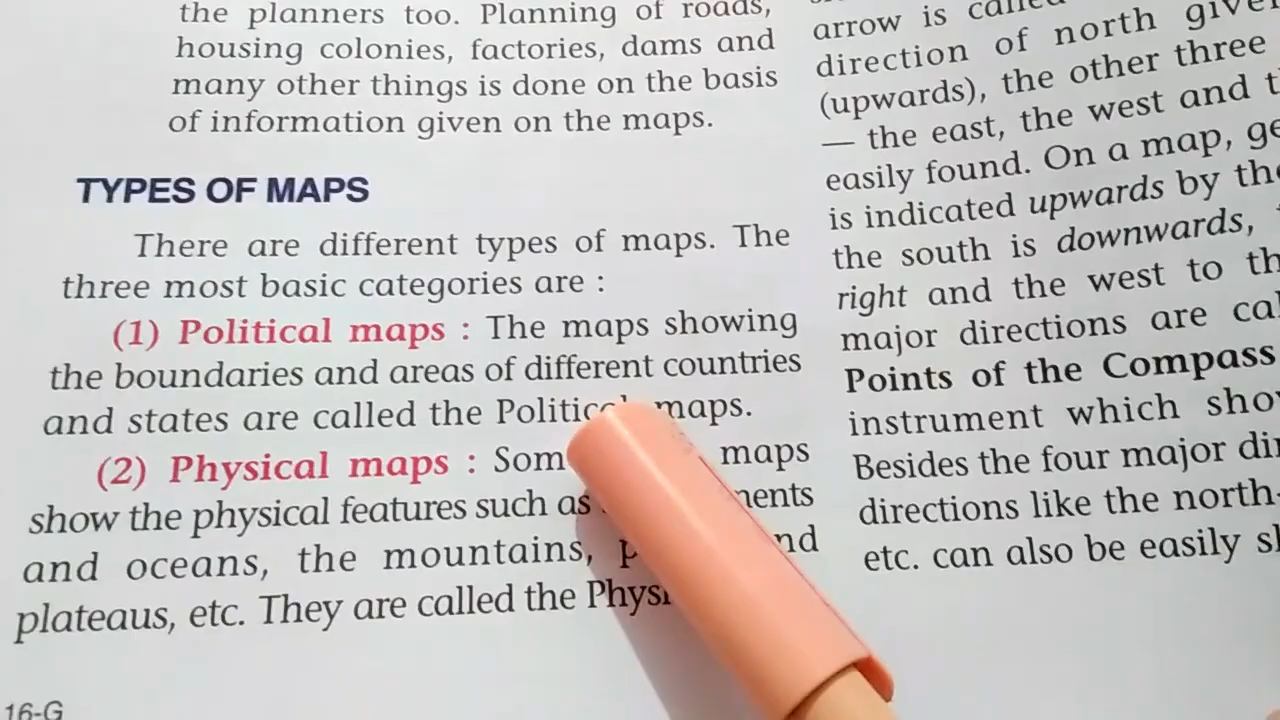 the planners too. Planning of roads,
housing colonies, factories, dams and
many other things is done on the basis
of information given on the maps.
TYPES OF MAPS
There are different types of maps. The
three most basic categories are :
(1) Political maps : The maps showing
the boundaries and areas of different countries
and states are called the Political maps.
(2) Physical maps : maps
show the physical features such as
and oceans, the mountains,
plateaus, etc. They are called the
16-G
arrow is called
direction of north given
(upwards), the other three
— the east, the west and
easily found. On a map,
is indicated upwards by the
the south is downwards,
right and the west to
major directions are
Points of the Compass
instrument which
Besides the four major
directions like the north-
etc. can also be easily